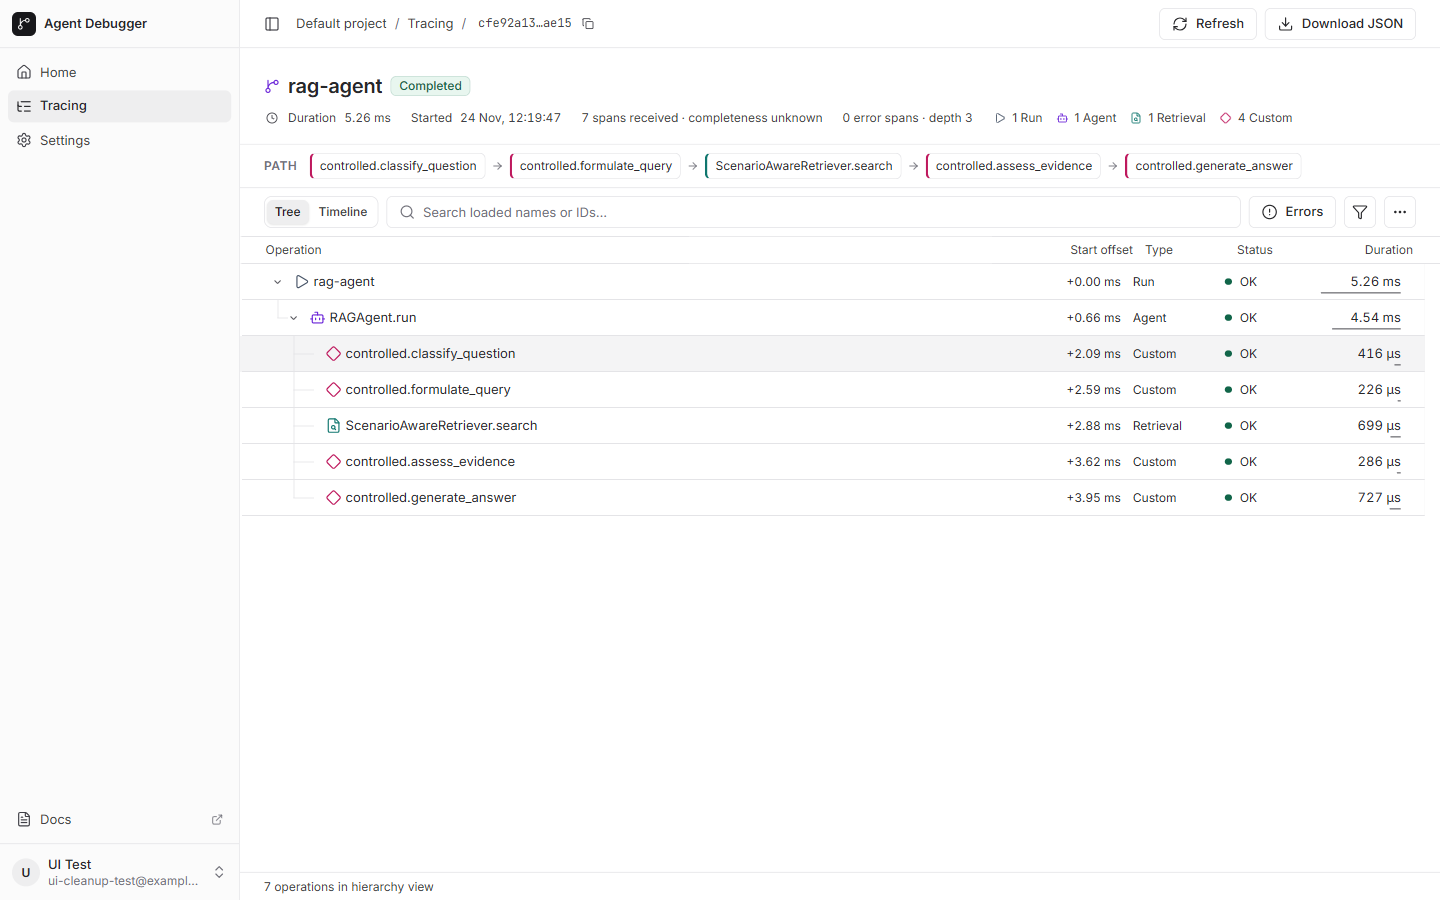 Agent Debugger
Default project / Tracing / cfe92a13…ae15
Refresh
Download JSON
Home
Tracing
Settings
rag-agent Completed
Duration 5.26 ms Started 24 Nov, 12:19:47 7 spans received · completeness unknown 0 error spans · depth 3 1 Run 1 Agent 1 Retrieval 4 Custom
PATH controlled.classify_question → controlled.formulate_query → ScenarioAwareRetriever.search → controlled.assess_evidence → controlled.generate_answer
Tree Timeline Search loaded names or IDs... Errors
Operation Start offset Type Status Duration
rag-agent +0.00 ms Run OK 5.26 ms
RAGAgent.run +0.66 ms Agent OK 4.54 ms
controlled.classify_question +2.09 ms Custom OK 416 µs
controlled.formulate_query +2.59 ms Custom OK 226 µs
ScenarioAwareRetriever.search +2.88 ms Retrieval OK 699 µs
controlled.assess_evidence +3.62 ms Custom OK 286 µs
controlled.generate_answer +3.95 ms Custom OK 727 µs
Docs
U
UI Test
ui-cleanup-test@exampl...
7 operations in hierarchy view